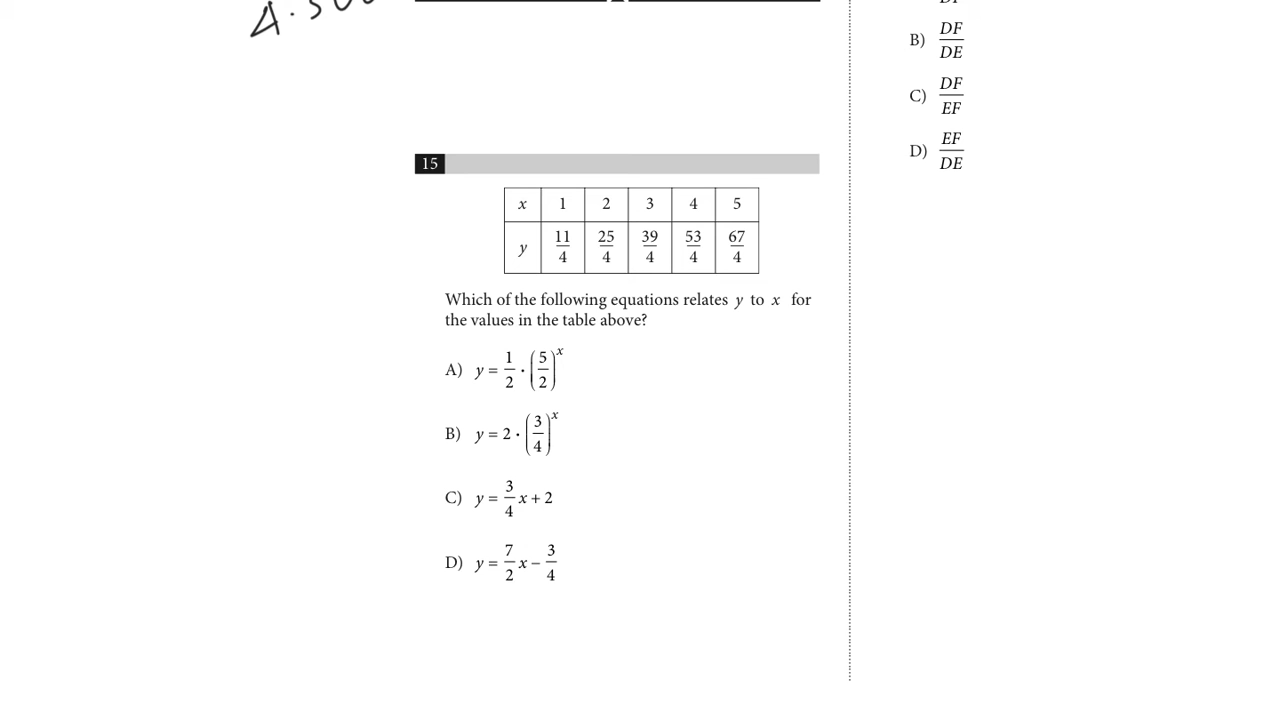 4.500
B) DF/DE
C) DF/EF
D) EF/DE
15
x 1 2 3 4 5
y 11/4 25/4 39/4 53/4 67/4
Which of the following equations relates y to x for
the values in the table above?
A) y = 1/2 · (5/2)^x
B) y = 2 · (3/4)^x
C) y = 3/4 x + 2
D) y = 7/2 x − 3/4